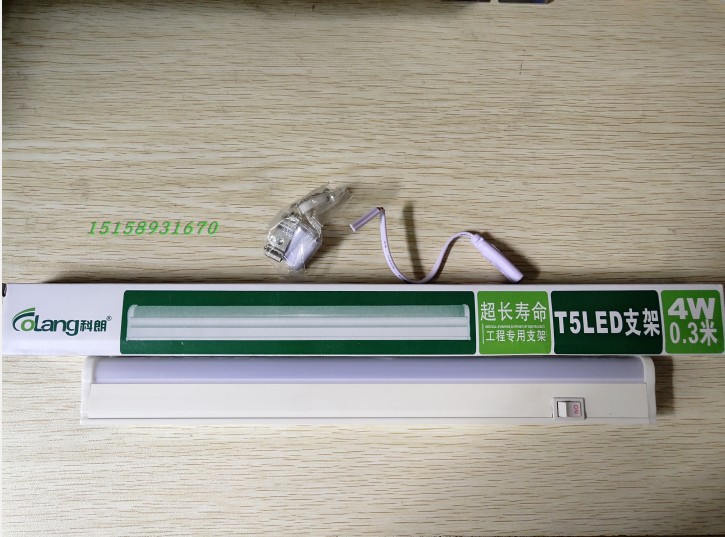 15158931670
Colang科朗®
超长寿命
工程专用支架
T5LED支架
4W
0.3米